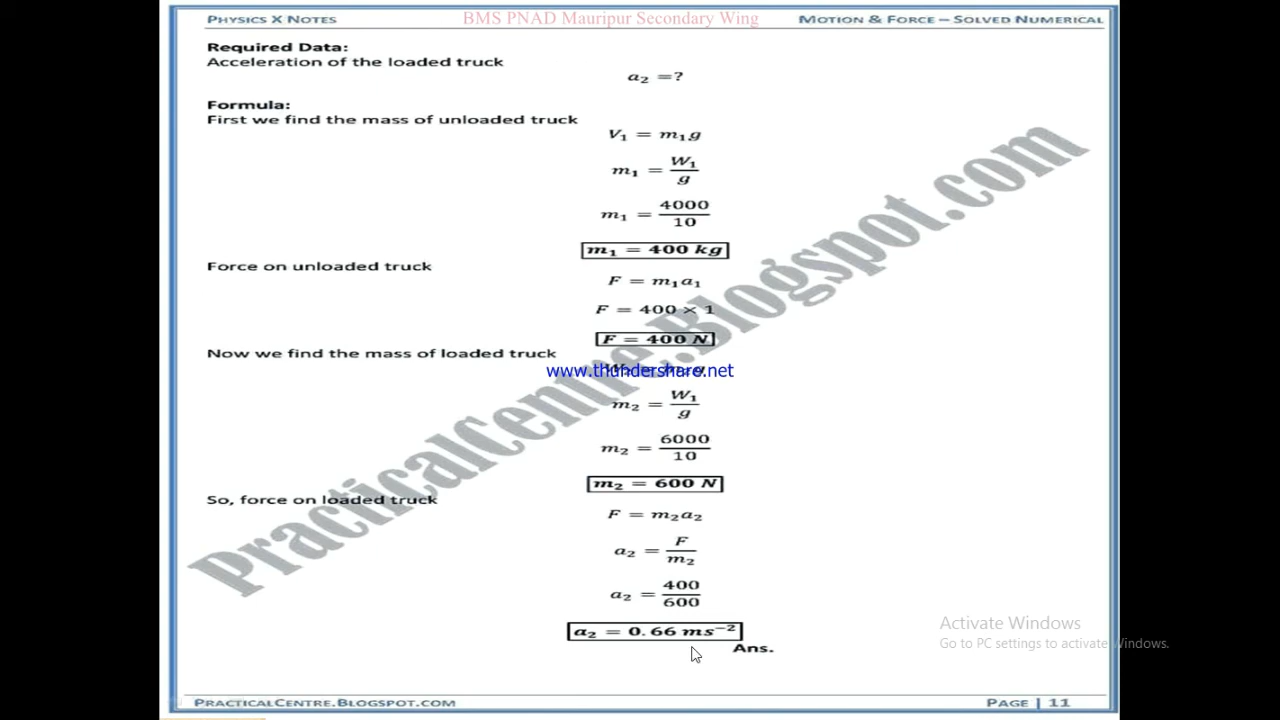 PHYSICS X NOTES BMS PNAD Mauripur Secondary Wing MOTION & FORCE – SOLVED NUMERICAL
Required Data:
Acceleration of the loaded truck
a₂ =?
Formula:
First we find the mass of unloaded truck
V₁ = m₁g
m₁ = W₁/g
m₁ = 4000/10
m₁ = 400 kg
Force on unloaded truck
F = m₁a₁
F = 400 × 1
F = 400 N
Now we find the mass of loaded truck
www.thundershare.net
m₂ = W₁/g
m₂ = 6000/10
m₂ = 600 N
So, force on loaded truck
F = m₂a₂
a₂ = F/m₂
a₂ = 400/600
a₂ = 0.66 ms⁻²
Ans.
PracticalCentre.Blogspot.com
Activate Windows
Go to PC settings to activate Windows.
PRACTICALCENTRE.BLOGSPOT.COM PAGE | 11